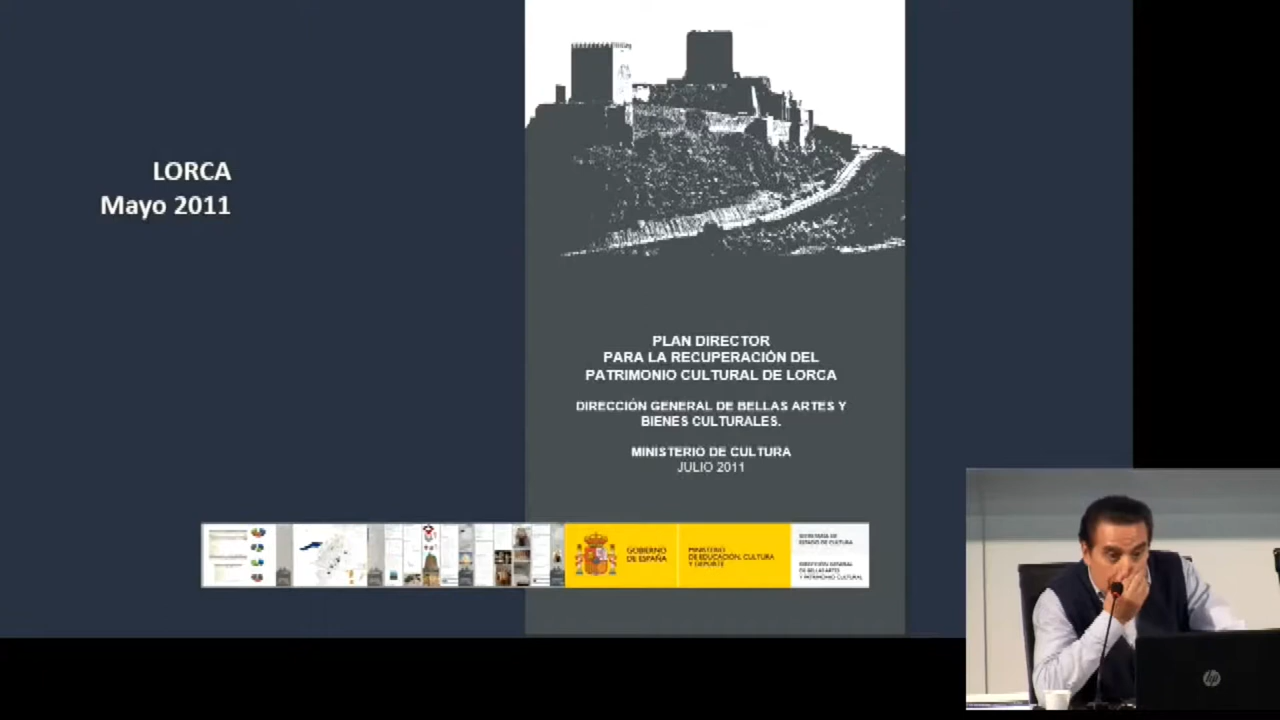 LORCA
Mayo 2011
PLAN DIRECTOR
PARA LA RECUPERACIÓN DEL
PATRIMONIO CULTURAL DE LORCA
DIRECCIÓN GENERAL DE BELLAS ARTES Y
BIENES CULTURALES.
MINISTERIO DE CULTURA
JULIO 2011
GOBIERNO
DE ESPAÑA
MINISTERIO
DE EDUCACIÓN, CULTURA
Y DEPORTE
SECRETARÍA DE
ESTADO DE CULTURA
DIRECCIÓN GENERAL
DE BELLAS ARTES
Y PATRIMONIO CULTURAL
hp